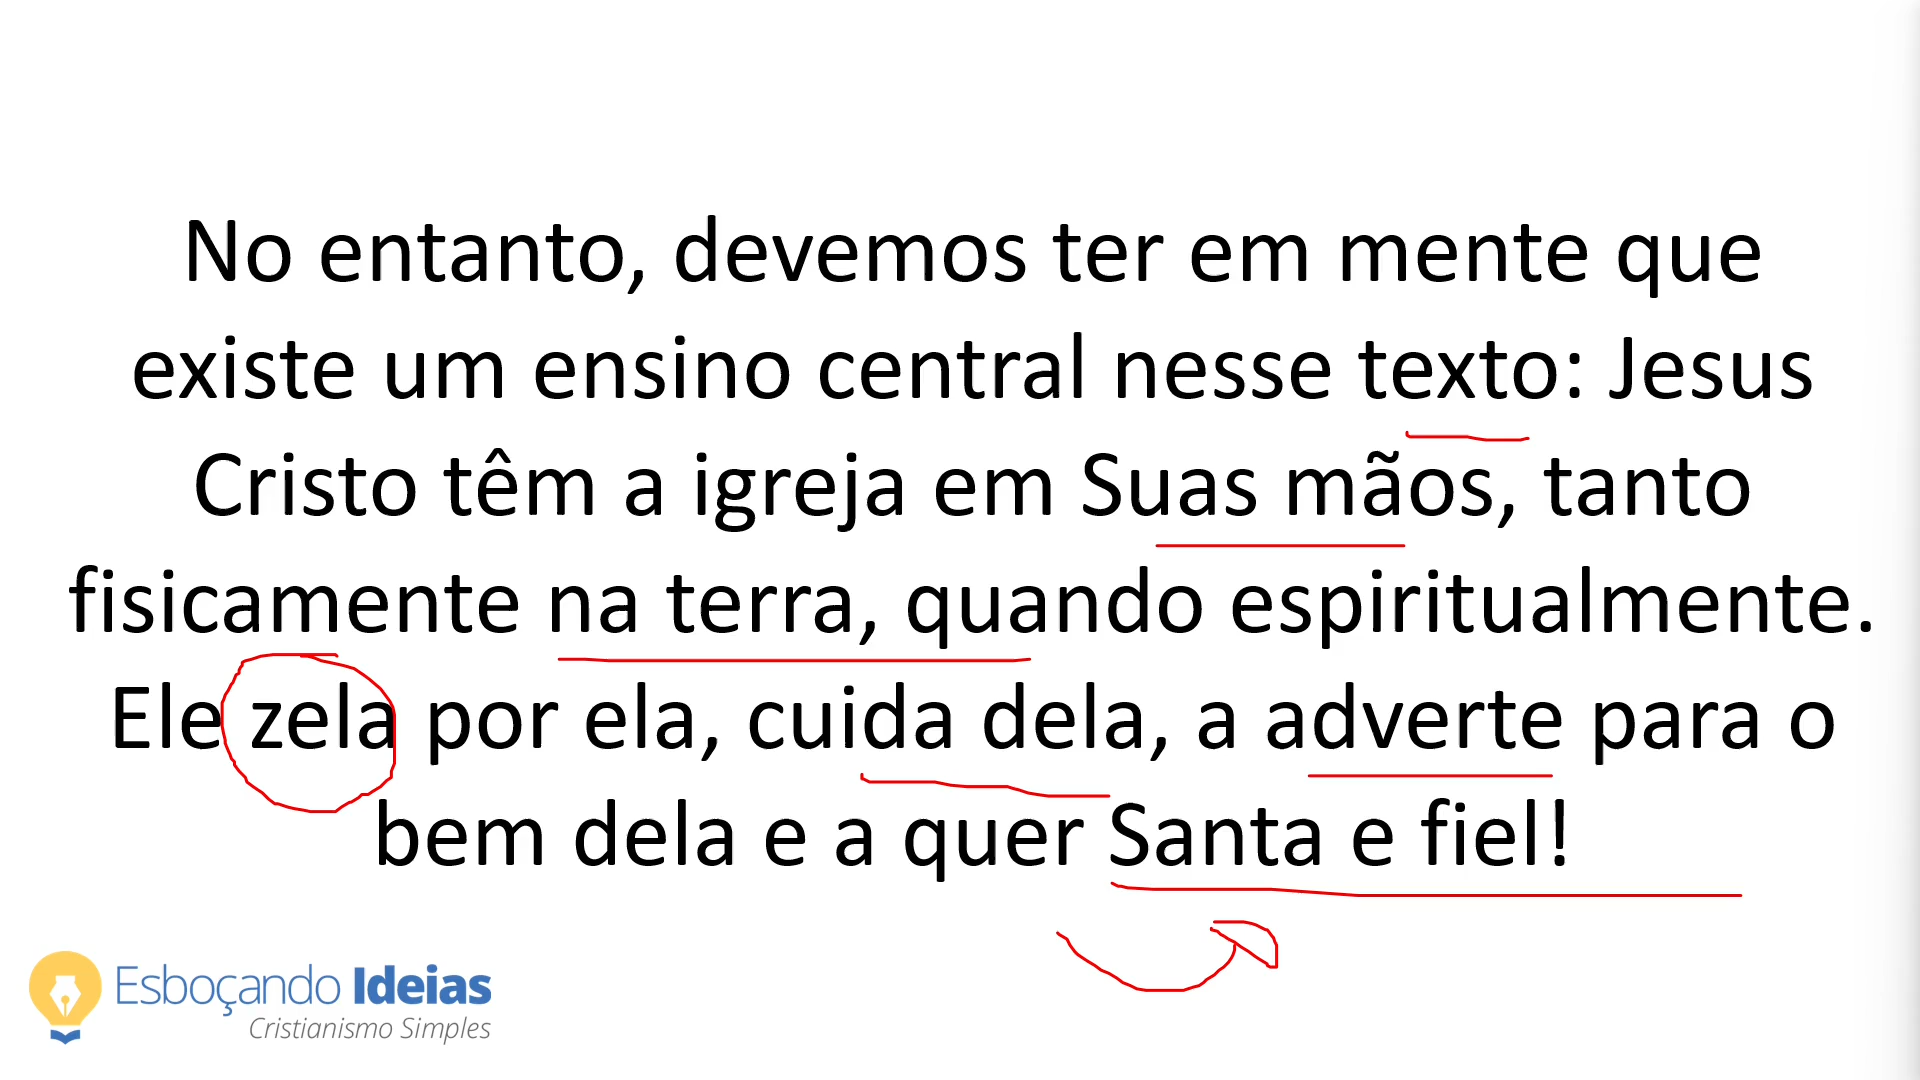 No entanto, devemos ter em mente que
existe um ensino central nesse texto: Jesus
Cristo têm a igreja em Suas mãos, tanto
fisicamente na terra, quando espiritualmente.
Ele zela por ela, cuida dela, a adverte para o
bem dela e a quer Santa e fiel!
Esboçando Ideias
Cristianismo Simples